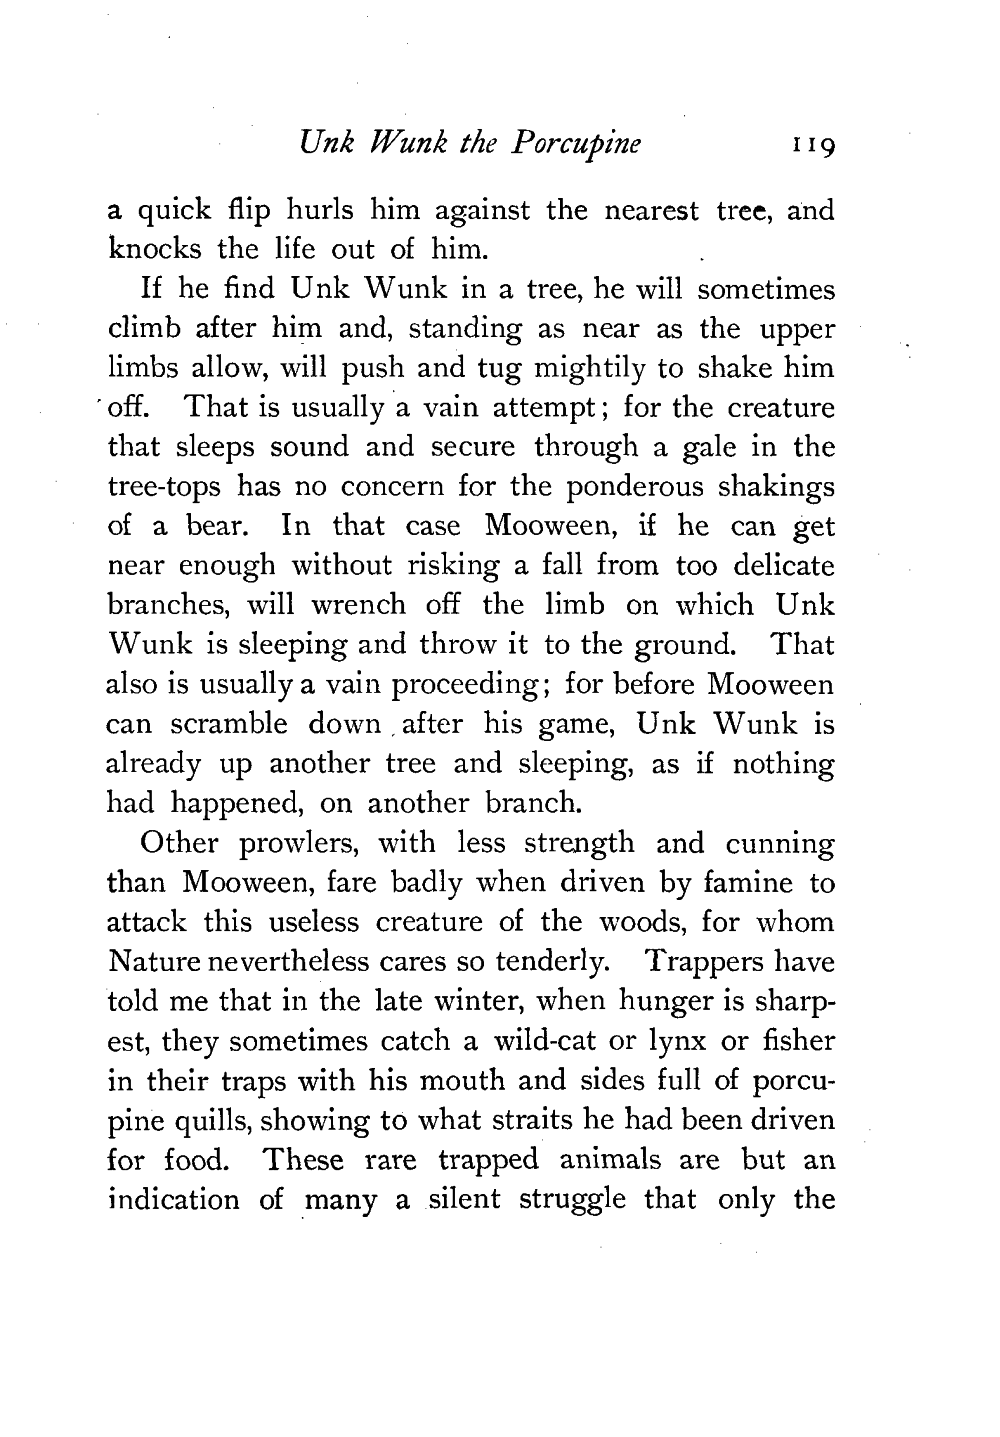 Unk Wunk the Porcupine 119
a quick flip hurls him against the nearest tree, and
knocks the life out of him.
If he find Unk Wunk in a tree, he will sometimes
climb after him and, standing as near as the upper
limbs allow, will push and tug mightily to shake him
off. That is usually a vain attempt; for the creature
that sleeps sound and secure through a gale in the
tree-tops has no concern for the ponderous shakings
of a bear. In that case Mooween, if he can get
near enough without risking a fall from too delicate
branches, will wrench off the limb on which Unk
Wunk is sleeping and throw it to the ground. That
also is usually a vain proceeding; for before Mooween
can scramble down after his game, Unk Wunk is
already up another tree and sleeping, as if nothing
had happened, on another branch.
Other prowlers, with less strength and cunning
than Mooween, fare badly when driven by famine to
attack this useless creature of the woods, for whom
Nature nevertheless cares so tenderly. Trappers have
told me that in the late winter, when hunger is sharp-
est, they sometimes catch a wild-cat or lynx or fisher
in their traps with his mouth and sides full of porcu-
pine quills, showing to what straits he had been driven
for food. These rare trapped animals are but an
indication of many a silent struggle that only the